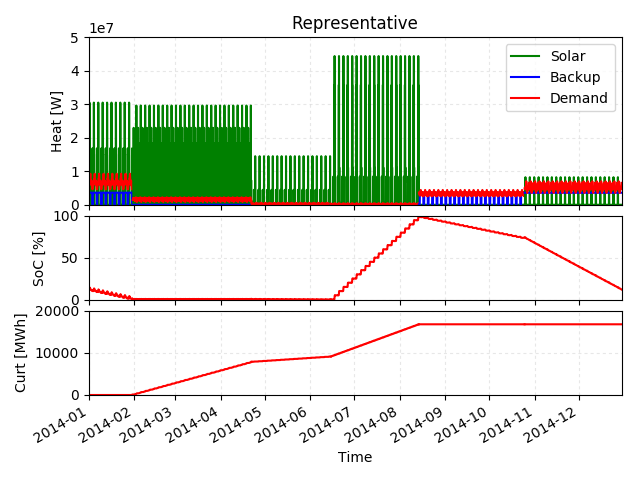 Representative
1e7
5
4
3
2
1
0
Heat [W]
Solar
Backup
Demand
100
50
0
SoC [%]
20000
10000
0
Curt [MWh]
2014-01
2014-02
2014-03
2014-04
2014-05
2014-06
2014-07
2014-08
2014-09
2014-10
2014-11
2014-12
Time